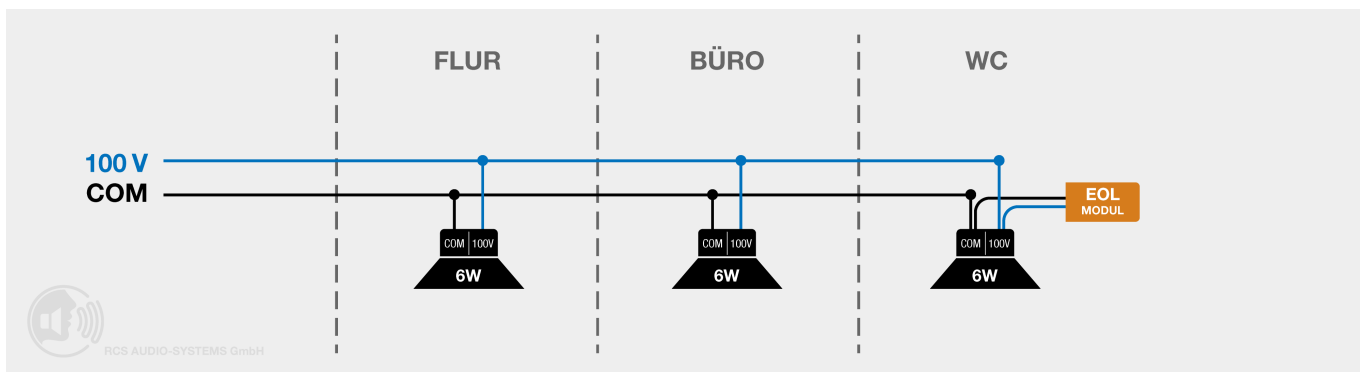 FLUR
BÜRO
WC
100 V
COM
EOL
MODUL
COM 100V
6W
COM 100V
6W
COM 100V
6W
RCS AUDIO-SYSTEMS GmbH